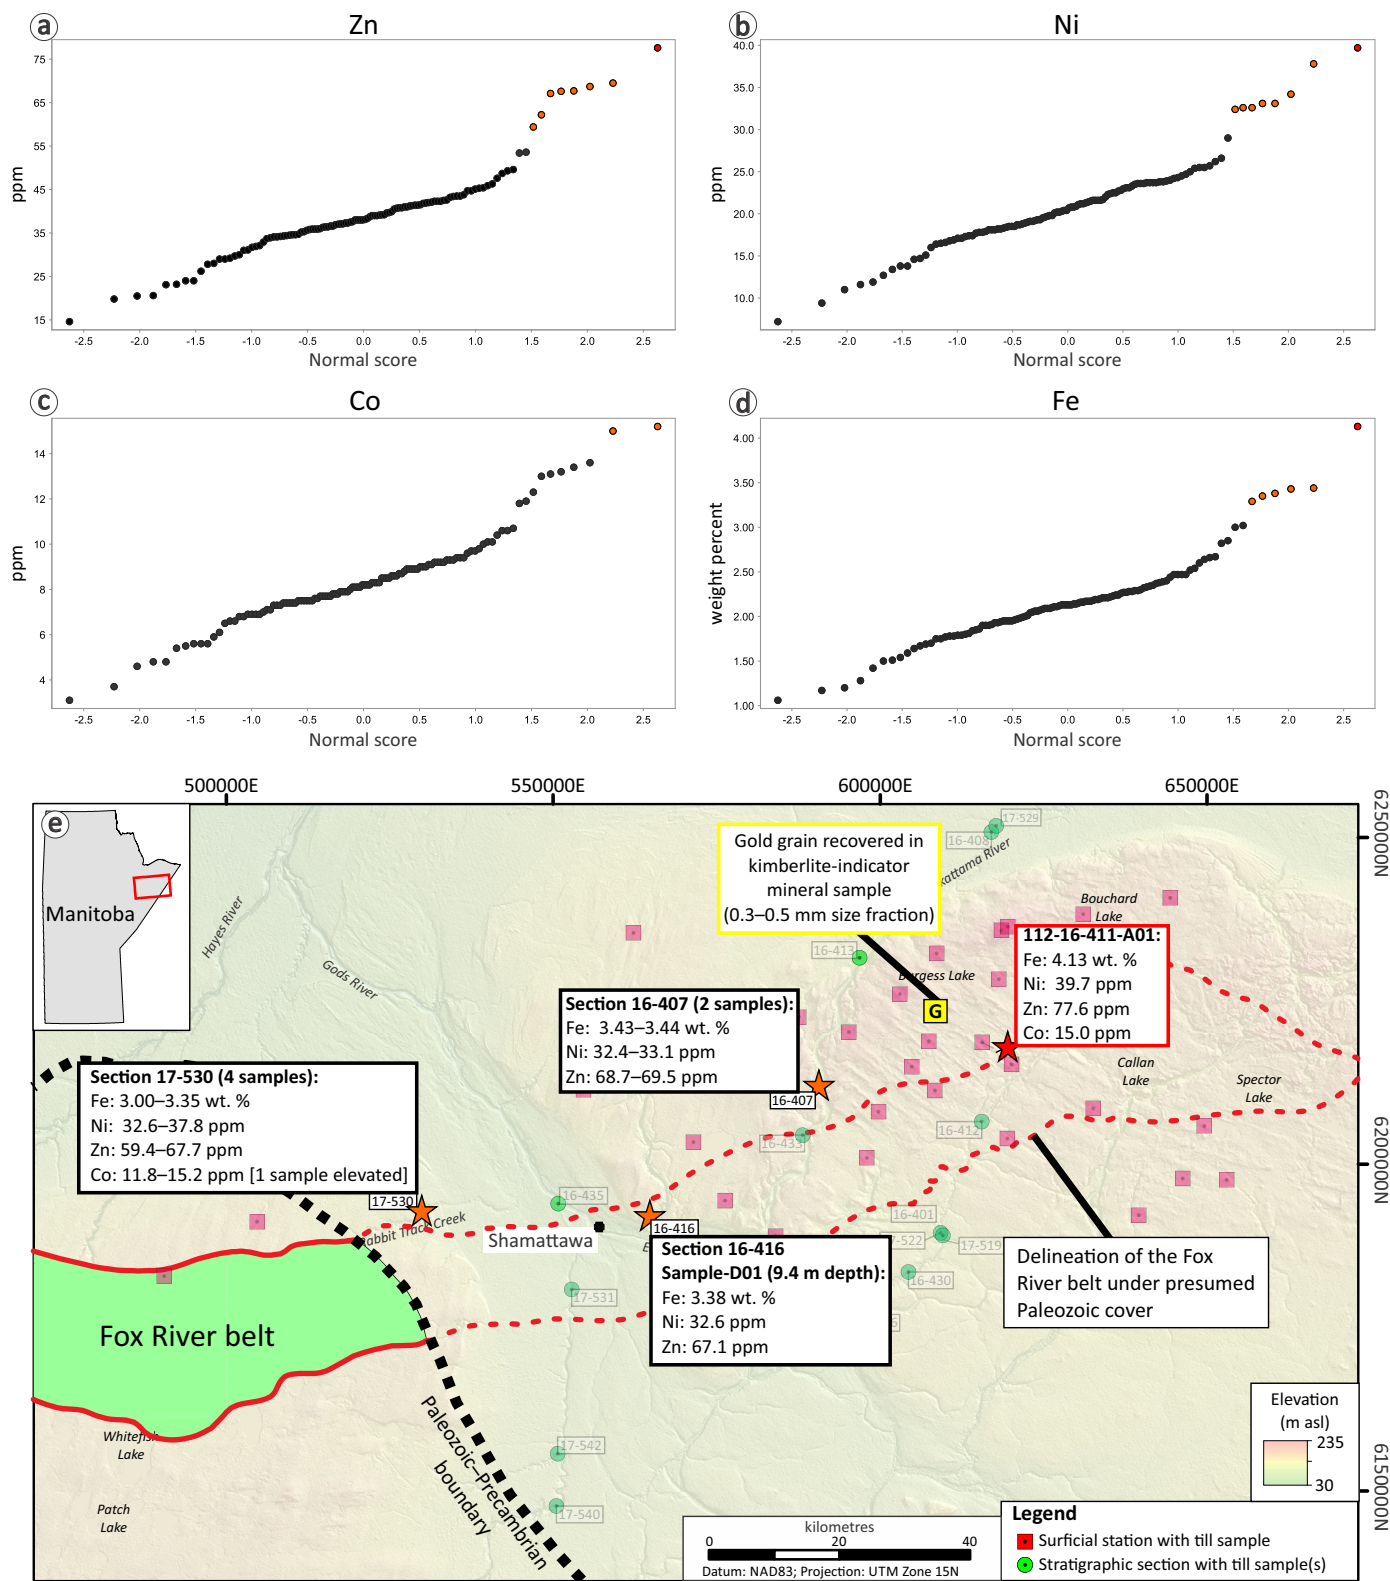 a
Zn
75
65
55
45
35
25
15
ppm
-2.5
-2.0
-1.5
-1.0
-0.5
0.0
0.5
1.0
1.5
2.0
2.5
Normal score
b
Ni
40.0
35.0
30.0
25.0
20.0
15.0
10.0
ppm
-2.5
-2.0
-1.5
-1.0
-0.5
0.0
0.5
1.0
1.5
2.0
2.5
Normal score
c
Co
14
12
10
8
6
4
ppm
-2.5
-2.0
-1.5
-1.0
-0.5
0.0
0.5
1.0
1.5
2.0
2.5
Normal score
d
Fe
4.00
3.50
3.00
2.50
2.00
1.50
1.00
weight percent
-2.5
-2.0
-1.5
-1.0
-0.5
0.0
0.5
1.0
1.5
2.0
2.5
Normal score
5000000E
5500000E
6000000E
6500000E
6250000N
6200000N
6150000N
e
Manitoba
Hayes River
Gods River
Gold grain recovered in
kimberlite-indicator
mineral sample
(0.3–0.5 mm size fraction)
17-529
16-408
kattama River
Bouchard
Lake
16-413
Burgess Lake
G
112-16-411-A01:
Fe: 4.13 wt. %
Ni: 39.7 ppm
Zn: 77.6 ppm
Co: 15.0 ppm
Section 16-407 (2 samples):
Fe: 3.43–3.44 wt. %
Ni: 32.4–33.1 ppm
Zn: 68.7–69.5 ppm
16-407
Callan
Lake
Spector
Lake
Section 17-530 (4 samples):
Fe: 3.00–3.35 wt. %
Ni: 32.6–37.8 ppm
Zn: 59.4–67.7 ppm
Co: 11.8–15.2 ppm [1 sample elevated]
17-530
16-433
16-412
16-435
Rabbit Track Creek
Shamattawa
16-416
16-401
-522
17-519
16-430
Section 16-416
Sample-D01 (9.4 m depth):
Fe: 3.38 wt. %
Ni: 32.6 ppm
Zn: 67.1 ppm
Delineation of the Fox
River belt under presumed
Paleozoic cover
17-531
Fox River belt
Whitefish
Lake
Patch
Lake
Paleozoic–Precambrian
boundary
17-542
17-540
Elevation
(m asl)
235
30
kilometres
0
20
40
Datum: NAD83; Projection: UTM Zone 15N
Legend
Surficial station with till sample
Stratigraphic section with till sample(s)